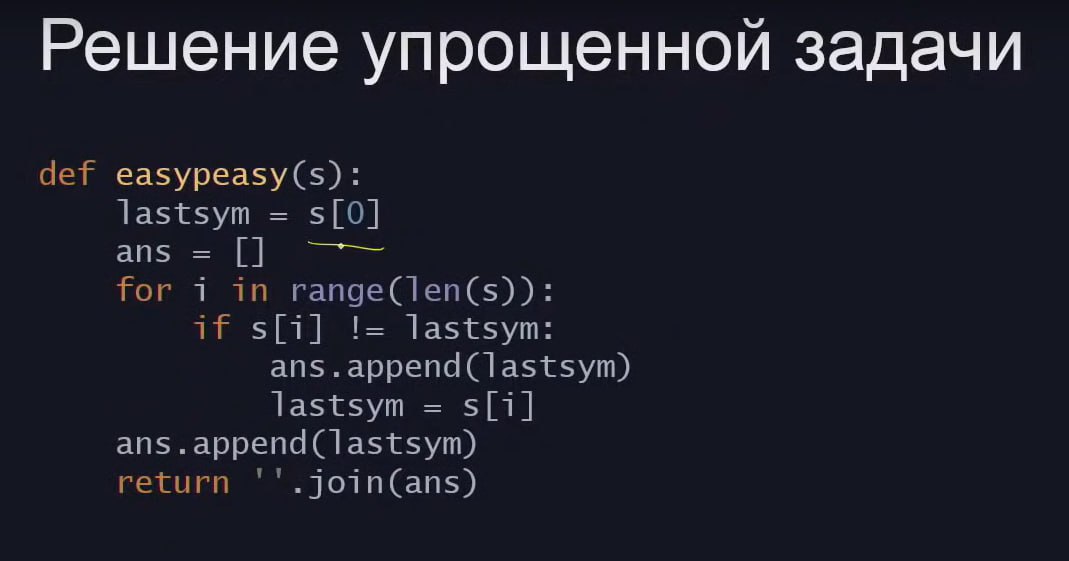 Решение упрощенной задачи
def easypeasy(s):
    lastsym = s[0]
    ans = []
    for i in range(len(s)):
        if s[i] != lastsym:
            ans.append(lastsym)
            lastsym = s[i]
    ans.append(lastsym)
    return ''.join(ans)